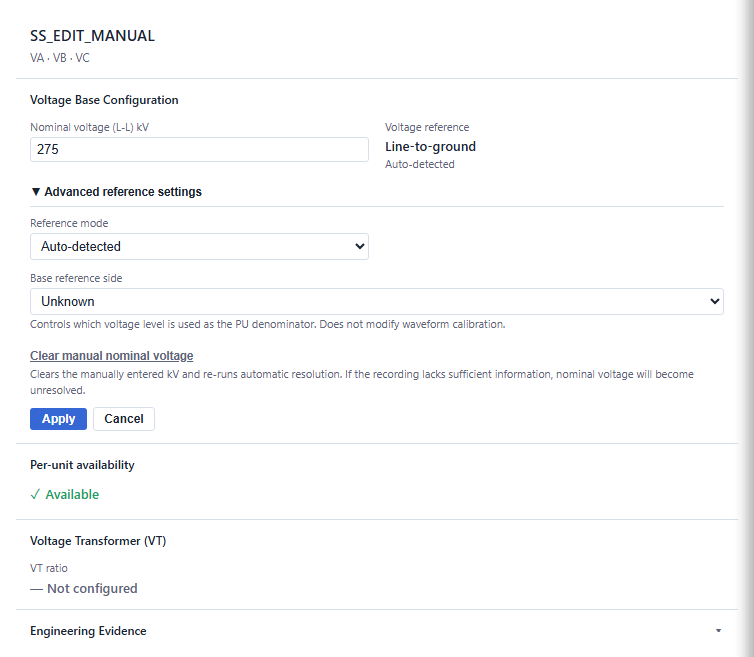 SS_EDIT_MANUAL
VA · VB · VC
Voltage Base Configuration
Nominal voltage (L-L) kV
275
Voltage reference
Line-to-ground
Auto-detected
▼ Advanced reference settings
Reference mode
Auto-detected
Base reference side
Unknown
Controls which voltage level is used as the PU denominator. Does not modify waveform calibration.
Clear manual nominal voltage
Clears the manually entered kV and re-runs automatic resolution. If the recording lacks sufficient information, nominal voltage will become
unresolved.
Apply Cancel
Per-unit availability
✓ Available
Voltage Transformer (VT)
VT ratio
— Not configured
Engineering Evidence